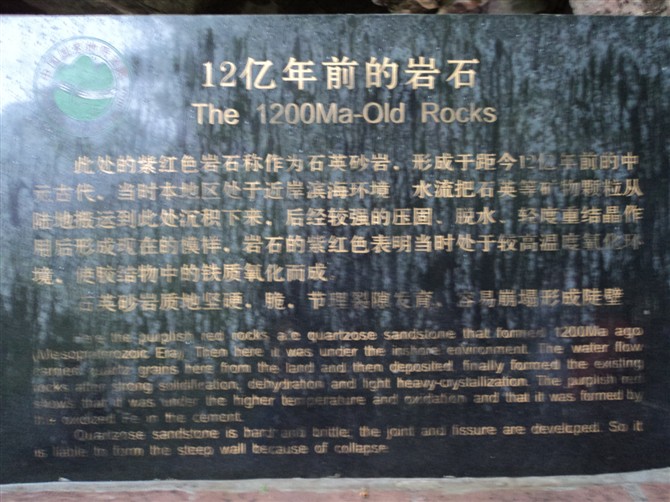 12亿年前的岩石
The 1200Ma-Old Rocks
此处的紫红色岩石称作为石英砂岩，形成于距今12亿年前的中
元古代，当时本地区处于近岸滨海环境 水流把石英等矿物颗粒从
陆地搬运到此处沉积下来，后经较强的压固、脱水、轻度重结晶作
用后形成现在的模样，岩石的紫红色表明当时处于较高温度氧化环
境，使胶结物中的铁质氧化而成
石英砂岩质地坚硬，脆，节理裂隙发育，容易崩塌形成陡壁
Here the purplish red rocks are quartzose sandstone that formed 1200Ma ago
(Mesoproterozoic Era). Then here it was under the inshore environment. The water flow
carried quartz grains here from the land and then deposited finally formed the existing
rocks after strong solidification, dehydration and light heavy-crystallization. The purplish red
shows that it was under the higher temperature and oxidation and that it was formed by
the oxidized Fe in the cement.
Quartzose sandstone is hard and brittle, the joint and fissure are developed. So it
is liable to form the steep wall because of collapse